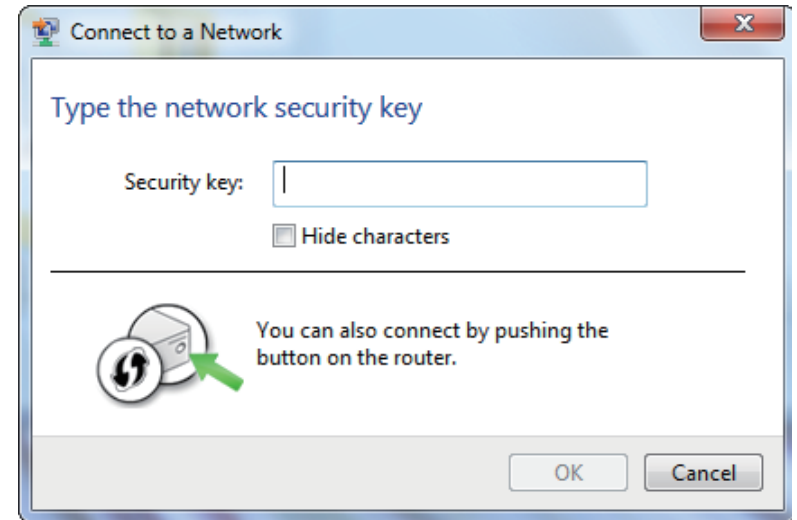 Connect to a Network
Type the network security key
Security key:
Hide characters
You can also connect by pushing the
button on the router.
OK
Cancel